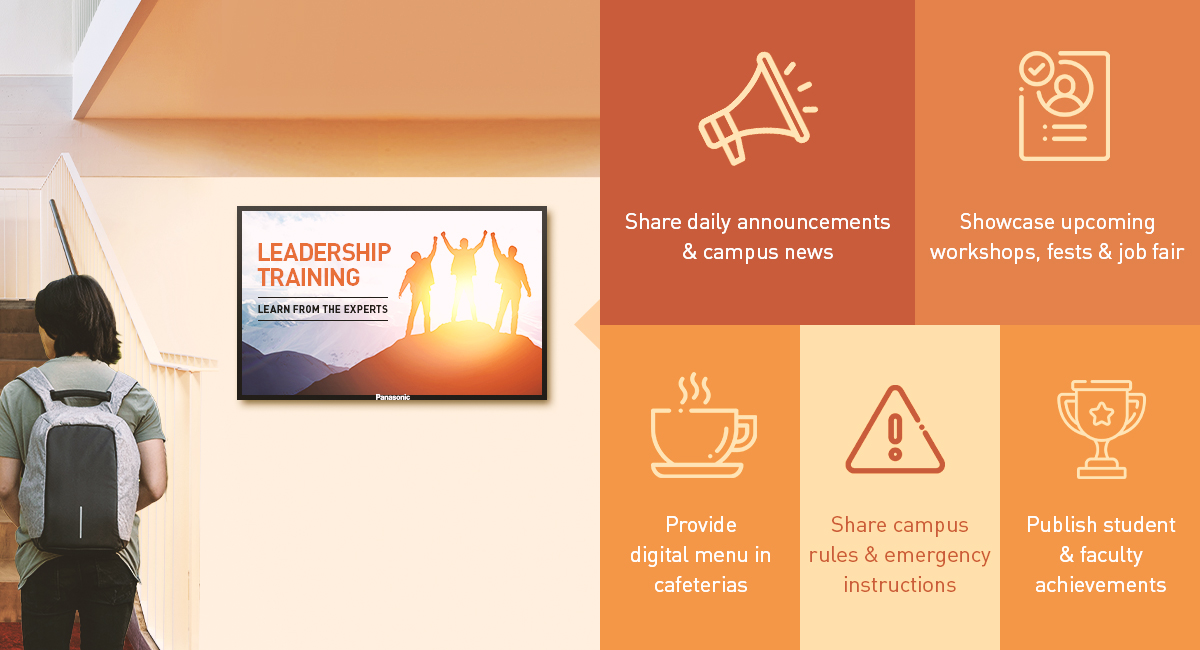 LEADERSHIP
TRAINING
LEARN FROM THE EXPERTS
Panasonic
Share daily announcements
& campus news
Showcase upcoming
workshops, fests & job fair
Provide
digital menu in
cafeterias
Share campus
rules & emergency
instructions
Publish student
& faculty
achievements